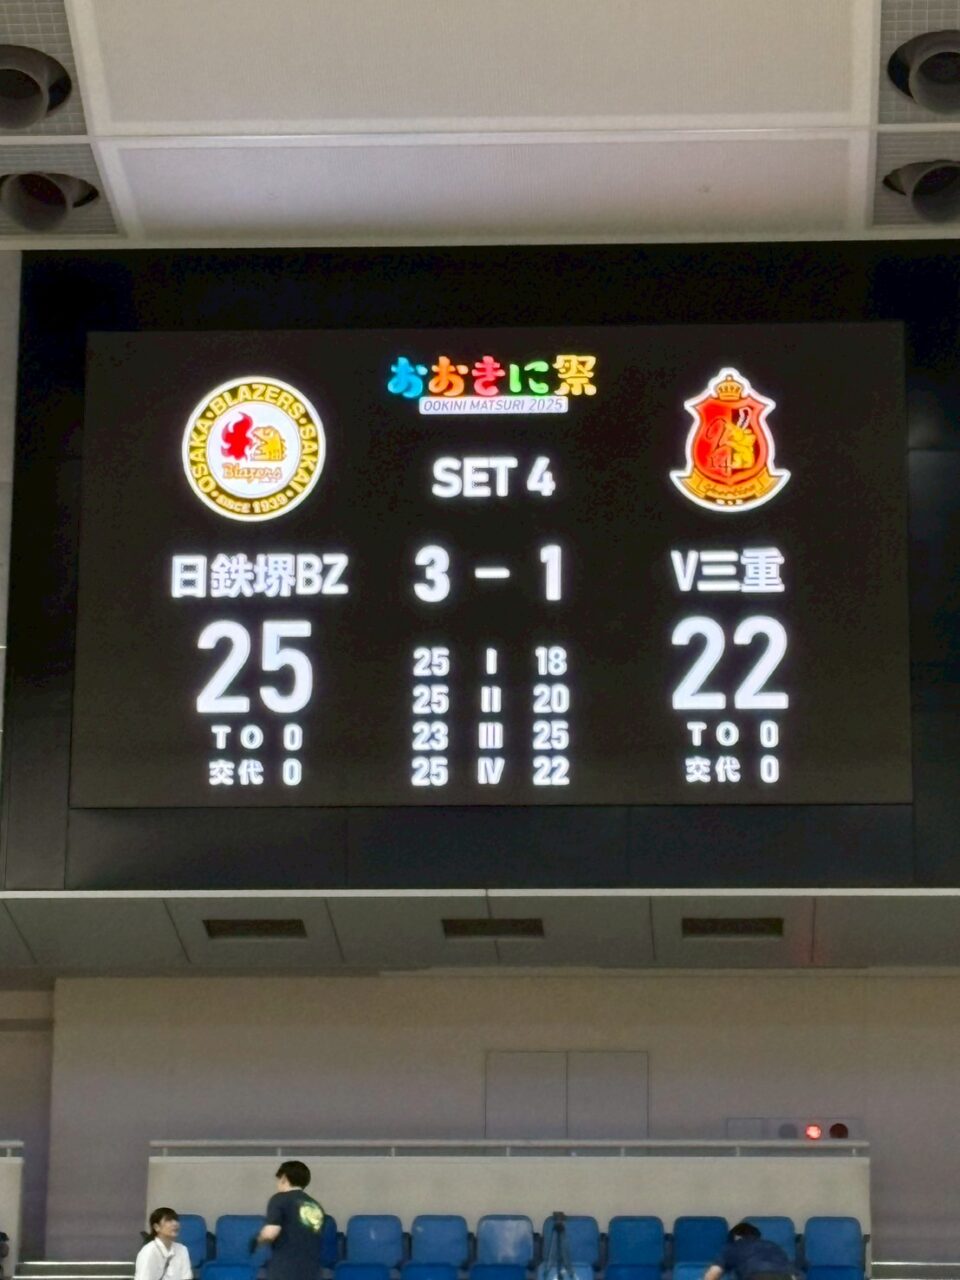 おおきに祭
OOKINI MATSURI 2025
OSAKA・BLAZERS・SAKAI
Blazers
SINCE 1939
SET 4
日鉄堺BZ 3 - 1 V三重
25 22
25 I 18
25 II 20
23 III 25
25 IV 22
TO 0 TO 0
交代 0 交代 0